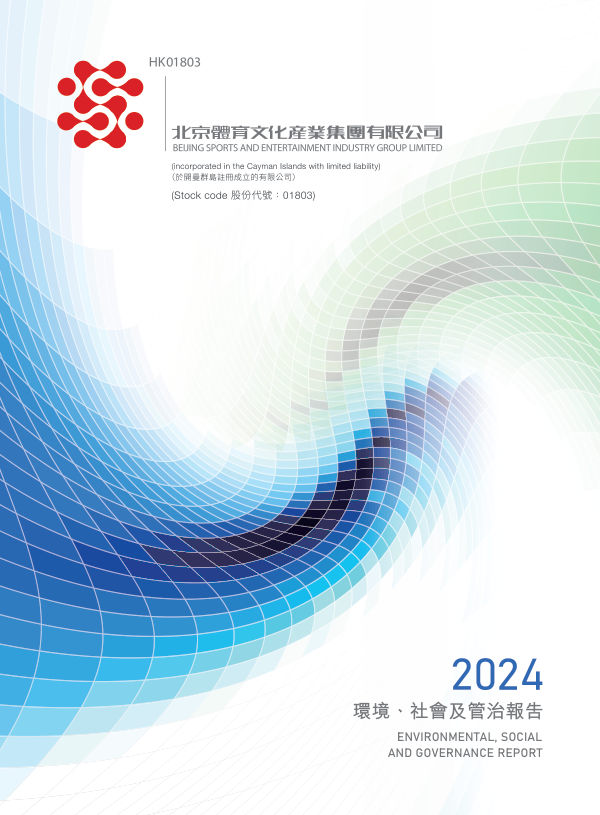 HK01803
北京體育文化產業集團有限公司
BEIJING SPORTS AND ENTERTAINMENT INDUSTRY GROUP LIMITED
(incorporated in the Cayman Islands with limited liability)
(於開曼群島註冊成立的有限公司)
(Stock code 股份代號：01803)
2024
環境、社會及管治報告
ENVIRONMENTAL, SOCIAL
AND GOVERNANCE REPORT